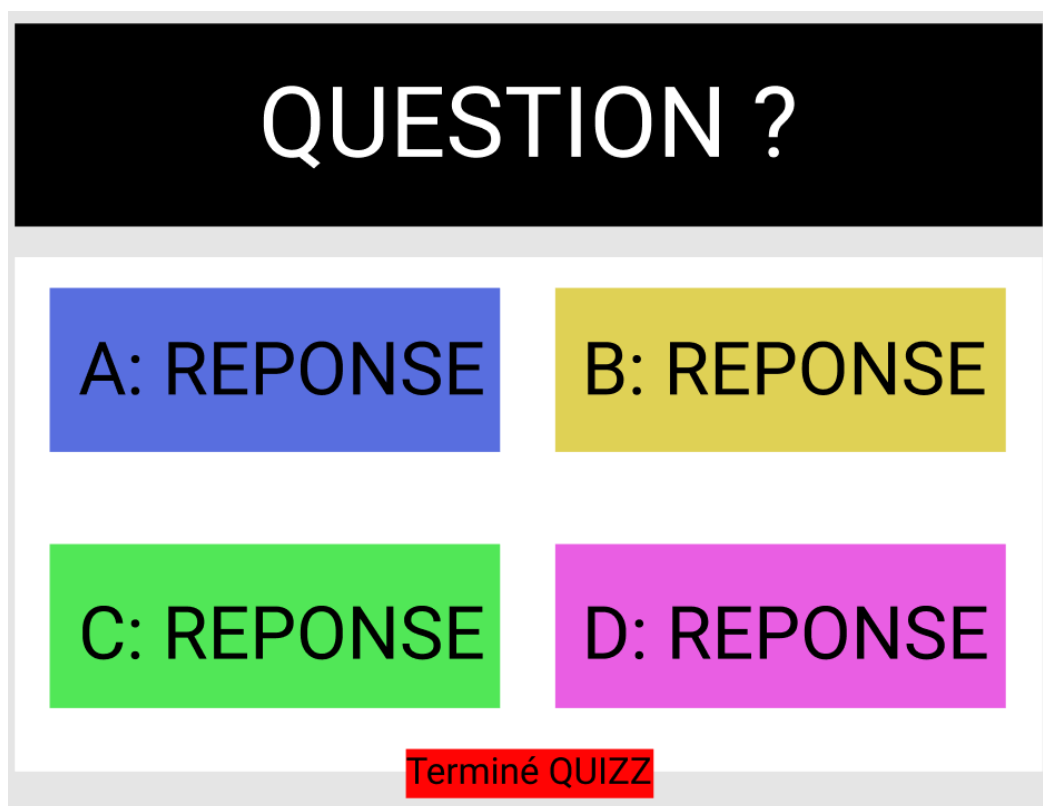 QUESTION ?
A: REPONSE
B: REPONSE
C: REPONSE
D: REPONSE
Terminé QUIZZ